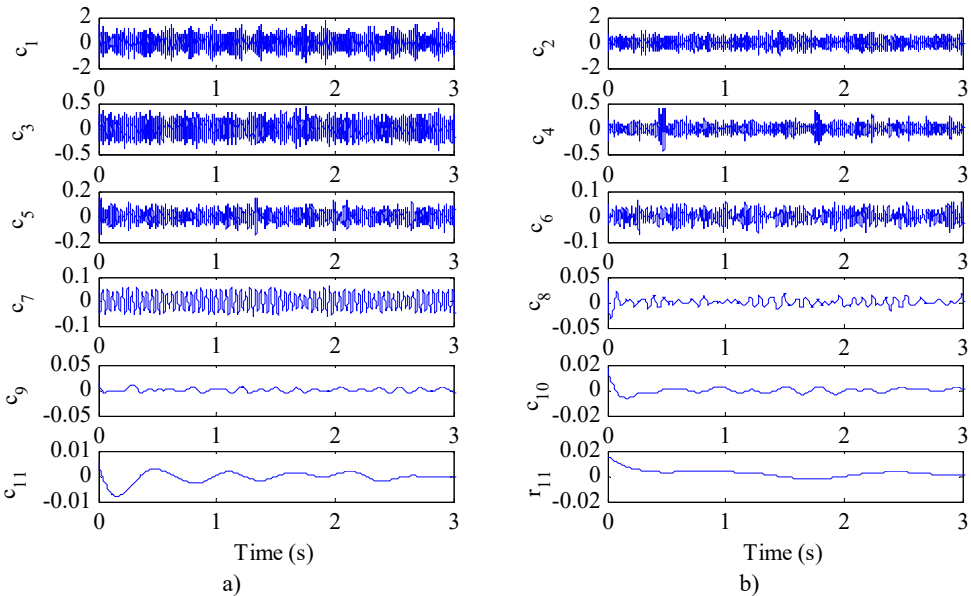 2
c1 0
-2
0 1 2 3
0.5
c3 0
-0.5
0 1 2 3
0.2
c5 0
-0.2
0 1 2 3
0.1
c7 0
-0.1
0 1 2 3
0.05
c9 0
-0.05
0 1 2 3
0.01
c11 0
-0.01
0 1 2 3
Time (s)
a)
2
c2 0
-2
0 1 2 3
0.5
c4 0
-0.5
0 1 2 3
0.1
c6 0
-0.1
0 1 2 3
0.05
c8 0
-0.05
0 1 2 3
0.02
c10 0
-0.02
0 1 2 3
0.02
r11 0
-0.02
0 1 2 3
Time (s)
b)